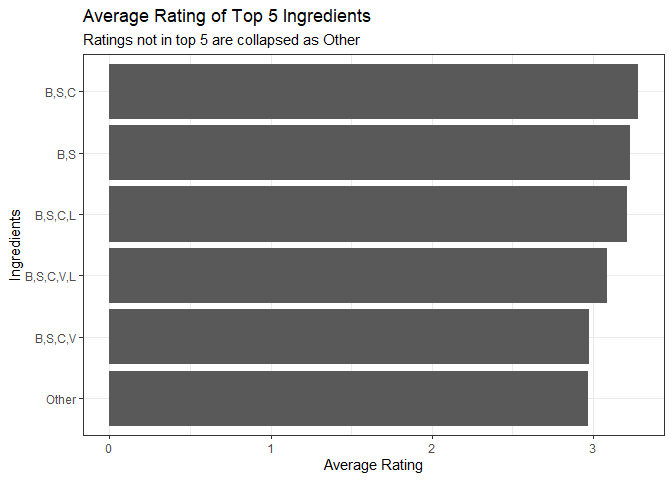 Average Rating of Top 5 Ingredients
Ratings not in top 5 are collapsed as Other
Ingredients
B,S,C
B,S
B,S,C,L
B,S,C,V,L
B,S,C,V
Other
0 1 2 3
Average Rating